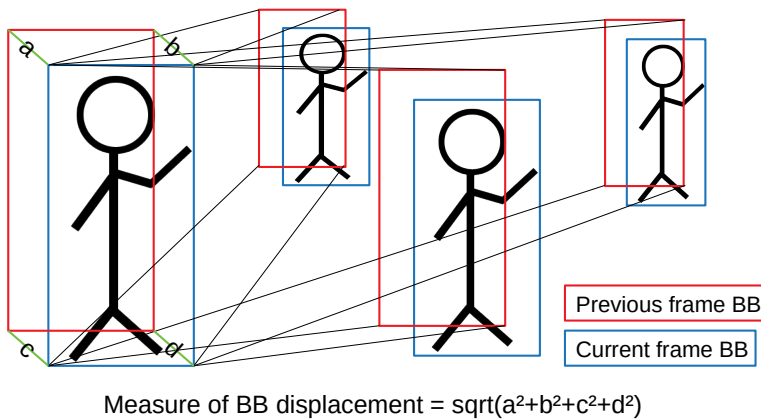 a
b
c
d
Previous frame BB
Current frame BB
Measure of BB displacement = sqrt(a²+b²+c²+d²)